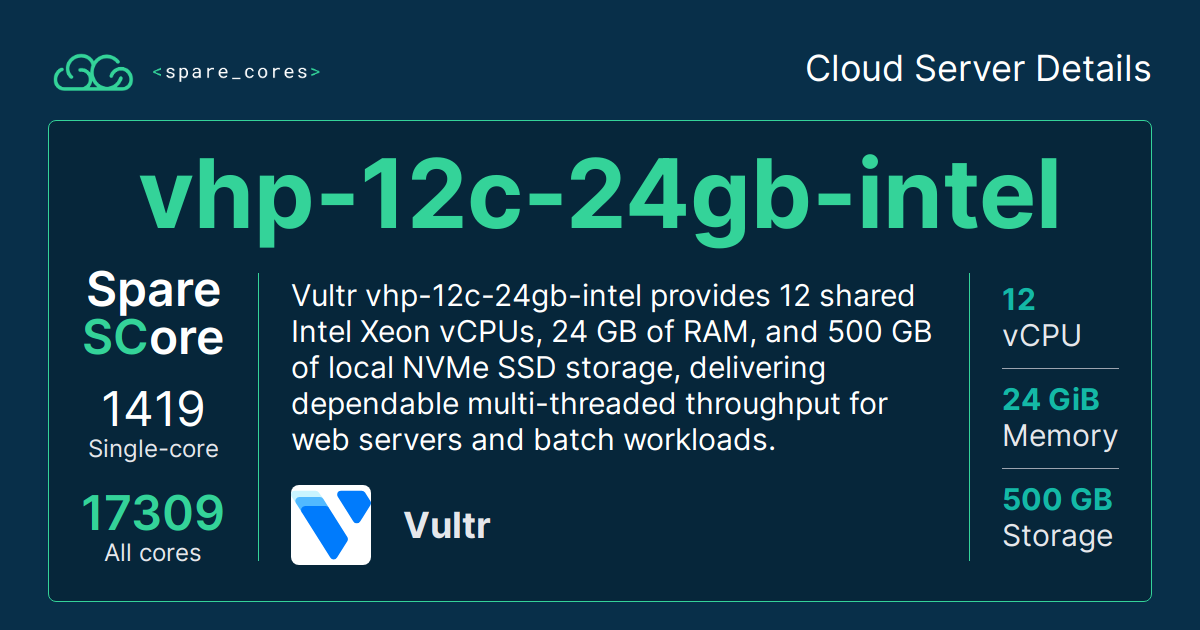 <spare_cores>
Cloud Server Details
vhp-12c-24gb-intel
Spare
SCore
1419
Single-core
17309
All cores
Vultr vhp-12c-24gb-intel provides 12 shared
Intel Xeon vCPUs, 24 GB of RAM, and 500 GB
of local NVMe SSD storage, delivering
dependable multi-threaded throughput for
web servers and batch workloads.
Vultr
12
vCPU
24 GiB
Memory
500 GB
Storage